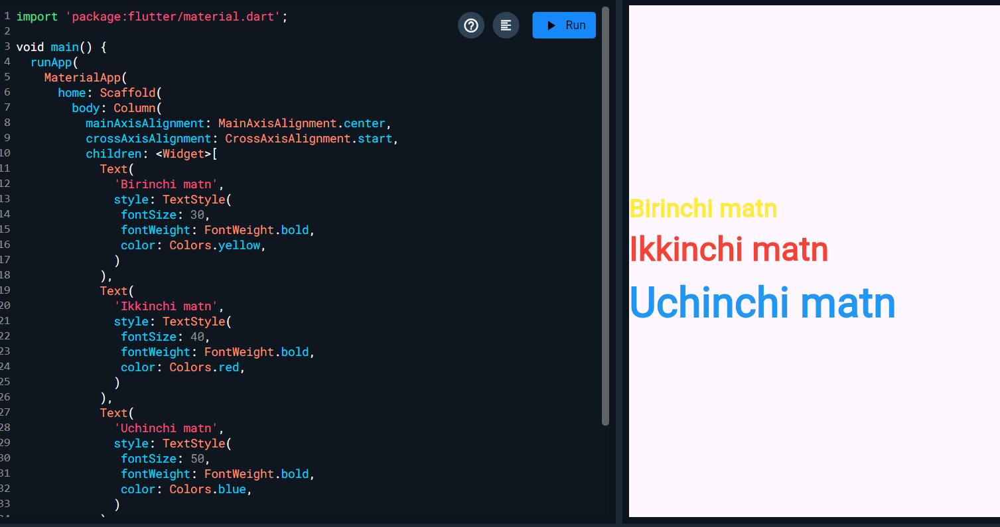 1 import 'package:flutter/material.dart';
2
3 void main() {
4   runApp(
5     MaterialApp(
6       home: Scaffold(
7         body: Column(
8           mainAxisAlignment: MainAxisAlignment.center,
9           crossAxisAlignment: CrossAxisAlignment.start,
10          children: <Widget>[
11            Text(
12              'Birinchi matn',
13              style: TextStyle(
14               fontSize: 30,
15               fontWeight: FontWeight.bold,
16               color: Colors.yellow,
17              )
18            ),
19            Text(
20              'Ikkinchi matn',
21              style: TextStyle(
22               fontSize: 40,
23               fontWeight: FontWeight.bold,
24               color: Colors.red,
25              )
26            ),
27            Text(
28              'Uchinchi matn',
29              style: TextStyle(
30               fontSize: 50,
31               fontWeight: FontWeight.bold,
32               color: Colors.blue,
33              )
Run
Birinchi matn
Ikkinchi matn
Uchinchi matn